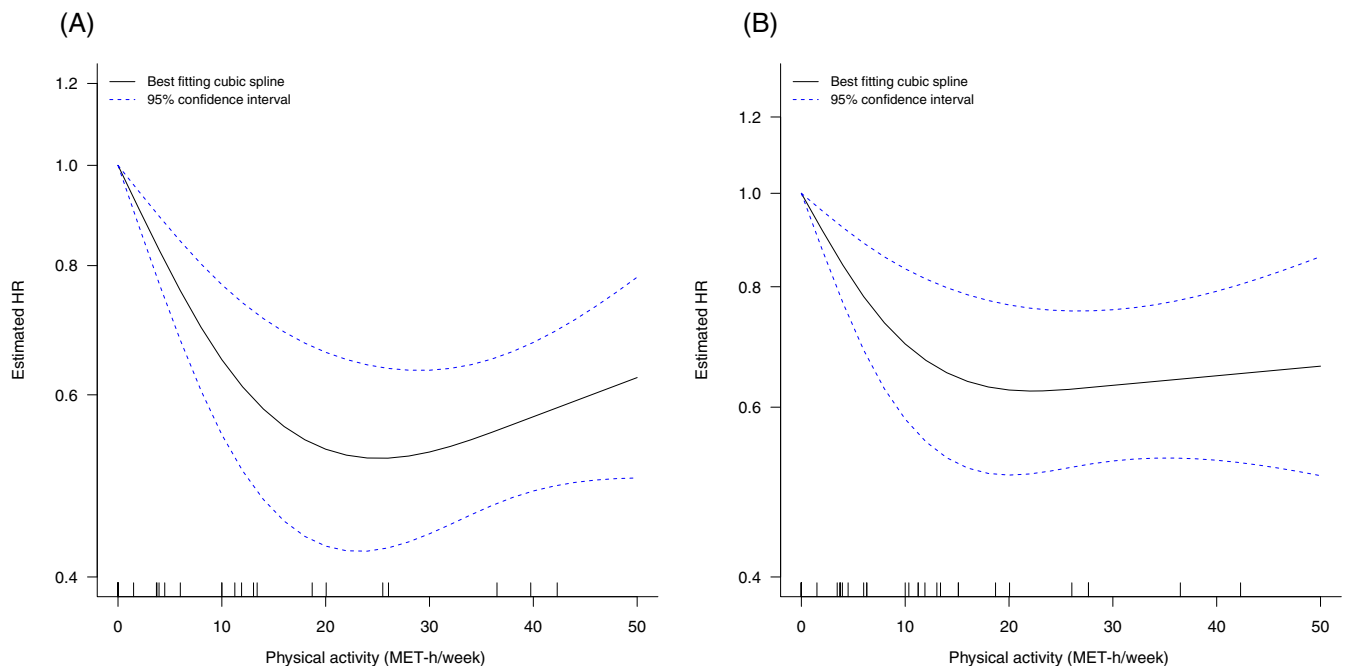 (A)
Best fitting cubic spline
95% confidence interval
1.2
1.0
0.8
0.6
0.4
Estimated HR
0 10 20 30 40 50
Physical activity (MET-h/week)
(B)
Best fitting cubic spline
95% confidence interval
1.2
1.0
0.8
0.6
0.4
Estimated HR
0 10 20 30 40 50
Physical activity (MET-h/week)